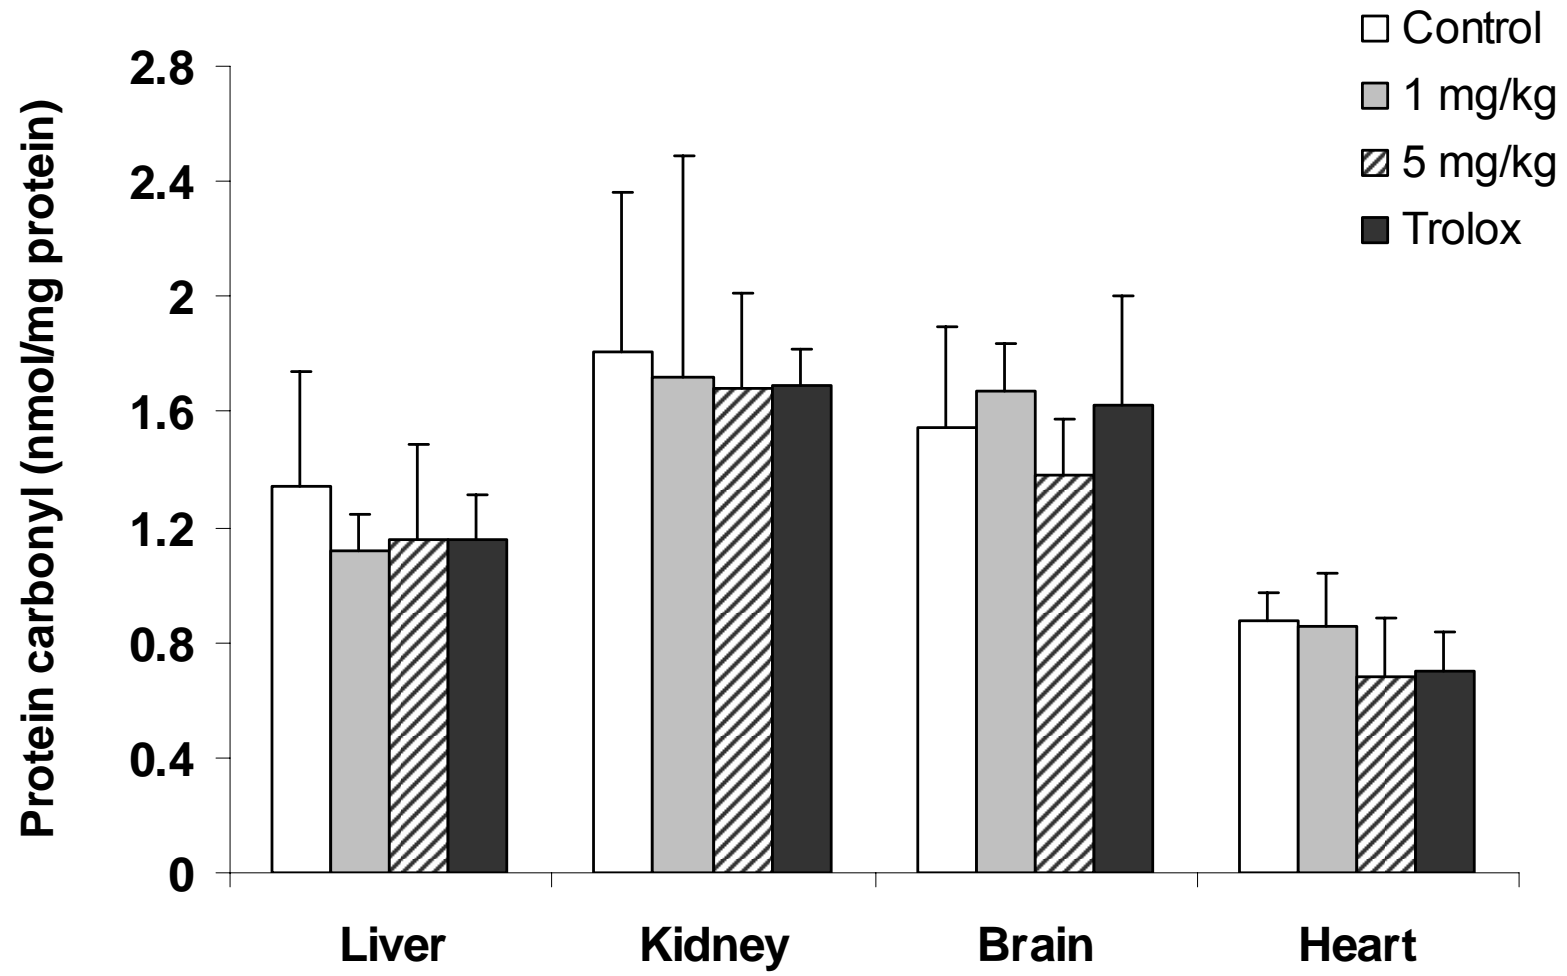 Control
1 mg/kg
5 mg/kg
Trolox
Protein carbonyl (nmol/mg protein)
2.8
2.4
2
1.6
1.2
0.8
0.4
0
Liver Kidney Brain Heart